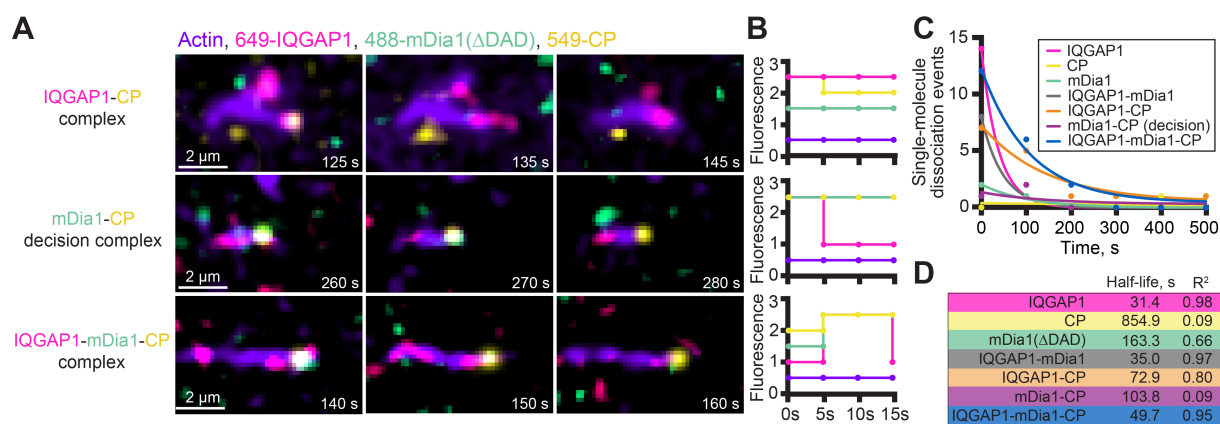 A
Actin, 649-IQGAP1, 488-mDia1(ΔDAD), 549-CP
IQGAP1-CP
complex
2 µm
125 s
135 s
145 s
mDia1-CP
decision complex
2 µm
260 s
270 s
280 s
IQGAP1-mDia1-CP
complex
2 µm
140 s
150 s
160 s
B
Fluorescence
3
2
1
0
Fluorescence
3
2
1
0
Fluorescence
3
2
1
0
0s 5s 10s 15s
C
Single-molecule
dissociation events
15
10
5
0
0 100 200 300 400 500
Time, s
IQGAP1
CP
mDia1
IQGAP1-mDia1
IQGAP1-CP
mDia1-CP (decision)
IQGAP1-mDia1-CP
D
Half-life, s R²
IQGAP1 31.4 0.98
CP 854.9 0.09
mDia1(ΔDAD) 163.3 0.66
IQGAP1-mDia1 35.0 0.97
IQGAP1-CP 72.9 0.80
mDia1-CP 103.8 0.09
IQGAP1-mDia1-CP 49.7 0.95